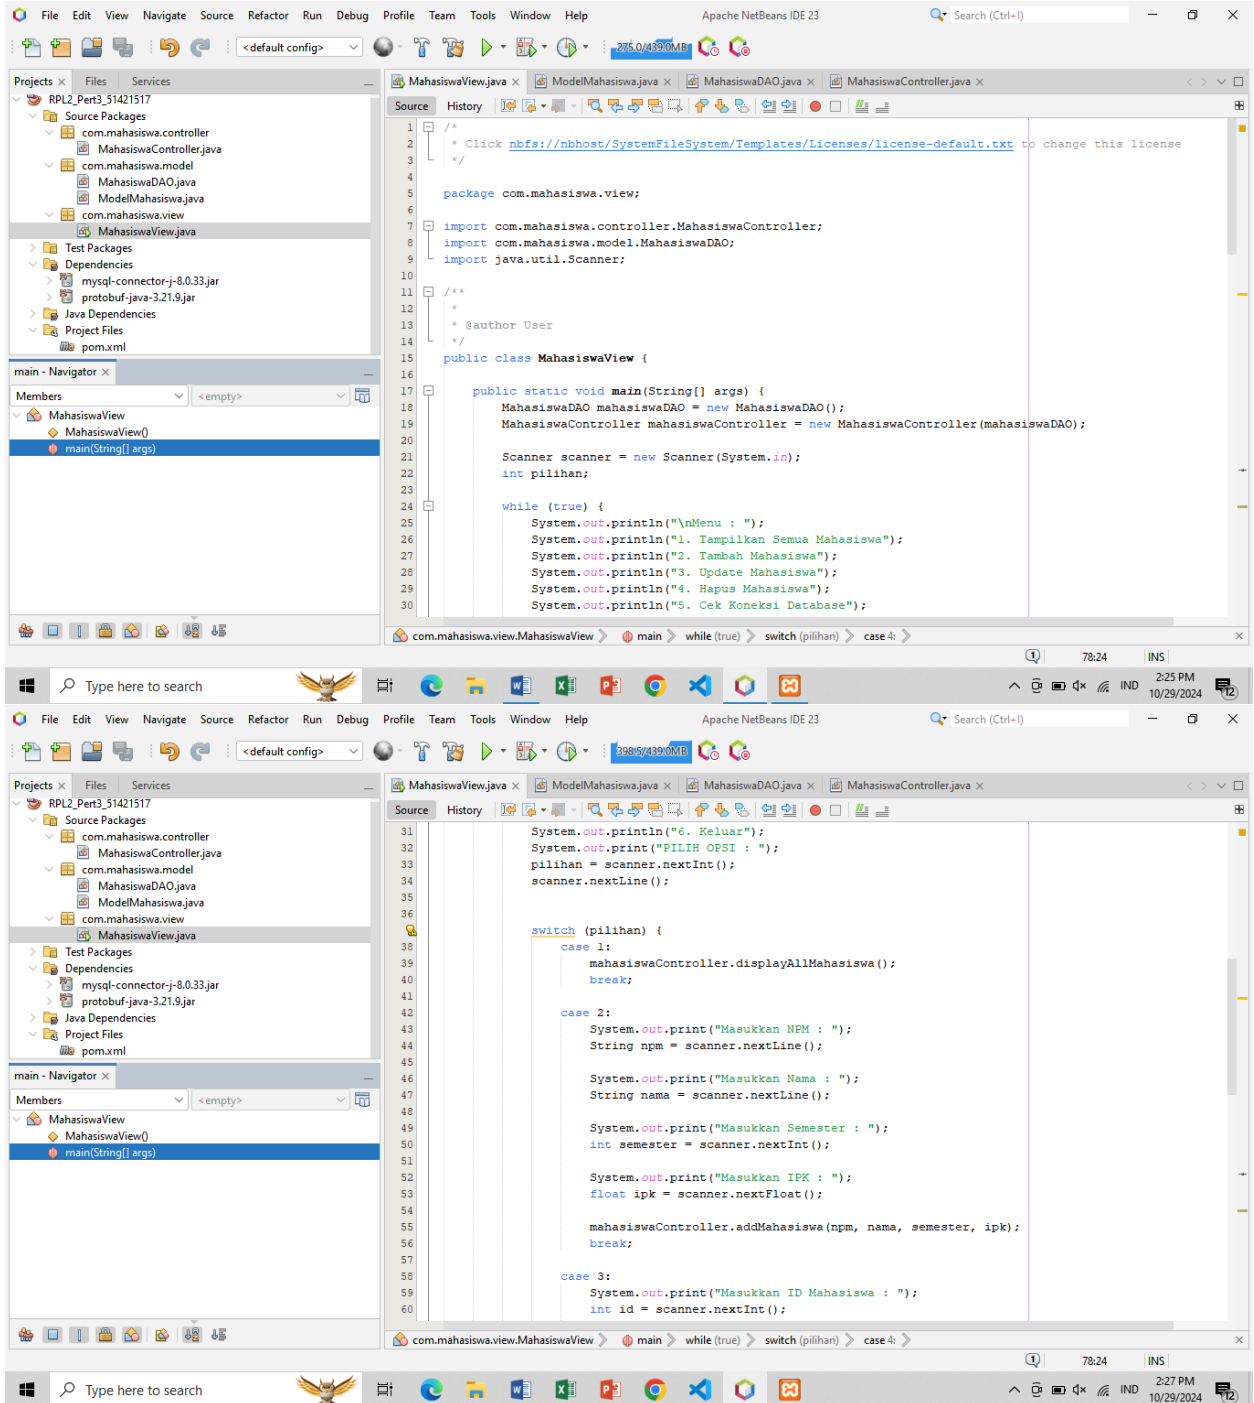 File Edit View Navigate Source Refactor Run Debug Profile Team Tools Window Help Apache NetBeans IDE 23 Search (Ctrl+I)
<default config> 275.0/439.0MB
Projects Files Services
MahasiswaView.java ModelMahasiswa.java MahasiswaDAO.java MahasiswaController.java
Source History
RPL2_Pert3_51421517
Source Packages
com.mahasiswa.controller
MahasiswaController.java
com.mahasiswa.model
MahasiswaDAO.java
ModelMahasiswa.java
com.mahasiswa.view
MahasiswaView.java
Test Packages
Dependencies
mysql-connector-j-8.0.33.jar
protobuf-java-3.21.9.jar
Java Dependencies
Project Files
pom.xml
main - Navigator
Members <empty>
MahasiswaView
MahasiswaView()
main(String[] args)
1 /*
2 * Click nbfs://nbhost/SystemFileSystem/Templates/Licenses/license-default.txt to change this license
3 */
4
5 package com.mahasiswa.view;
6
7 import com.mahasiswa.controller.MahasiswaController;
8 import com.mahasiswa.model.MahasiswaDAO;
9 import java.util.Scanner;
10
11 /**
12 *
13 * @author User
14 */
15 public class MahasiswaView {
16
17 public static void main(String[] args) {
18 MahasiswaDAO mahasiswaDAO = new MahasiswaDAO();
19 MahasiswaController mahasiswaController = new MahasiswaController(mahasiswaDAO);
20
21 Scanner scanner = new Scanner(System.in);
22 int pilihan;
23
24 while (true) {
25 System.out.println("\nMenu : ");
26 System.out.println("1. Tampilkan Semua Mahasiswa");
27 System.out.println("2. Tambah Mahasiswa");
28 System.out.println("3. Update Mahasiswa");
29 System.out.println("4. Hapus Mahasiswa");
30 System.out.println("5. Cek Koneksi Database");
com.mahasiswa.view.MahasiswaView main while (true) switch (pilihan) case 4:
1 78:24 INS
Type here to search IND 2:25 PM 10/29/2024 12
File Edit View Navigate Source Refactor Run Debug Profile Team Tools Window Help Apache NetBeans IDE 23 Search (Ctrl+I)
<default config> 398.5/439.0MB
Projects Files Services
MahasiswaView.java ModelMahasiswa.java MahasiswaDAO.java MahasiswaController.java
Source History
RPL2_Pert3_51421517
Source Packages
com.mahasiswa.controller
MahasiswaController.java
com.mahasiswa.model
MahasiswaDAO.java
ModelMahasiswa.java
com.mahasiswa.view
MahasiswaView.java
Test Packages
Dependencies
mysql-connector-j-8.0.33.jar
protobuf-java-3.21.9.jar
Java Dependencies
Project Files
pom.xml
main - Navigator
Members <empty>
MahasiswaView
MahasiswaView()
main(String[] args)
31 System.out.println("6. Keluar");
32 System.out.print("PILIH OPSI : ");
33 pilihan = scanner.nextInt();
34 scanner.nextLine();
35
36
switch (pilihan) {
38 case 1:
39 mahasiswaController.displayAllMahasiswa();
40 break;
41
42 case 2:
43 System.out.print("Masukkan NPM : ");
44 String npm = scanner.nextLine();
45
46 System.out.print("Masukkan Nama : ");
47 String nama = scanner.nextLine();
48
49 System.out.print("Masukkan Semester : ");
50 int semester = scanner.nextInt();
51
52 System.out.print("Masukkan IPK : ");
53 float ipk = scanner.nextFloat();
54
55 mahasiswaController.addMahasiswa(npm, nama, semester, ipk);
56 break;
57
58 case 3:
59 System.out.print("Masukkan ID Mahasiswa : ");
60 int id = scanner.nextInt();
com.mahasiswa.view.MahasiswaView main while (true) switch (pilihan) case 4:
1 78:24 INS
Type here to search IND 2:27 PM 10/29/2024 12